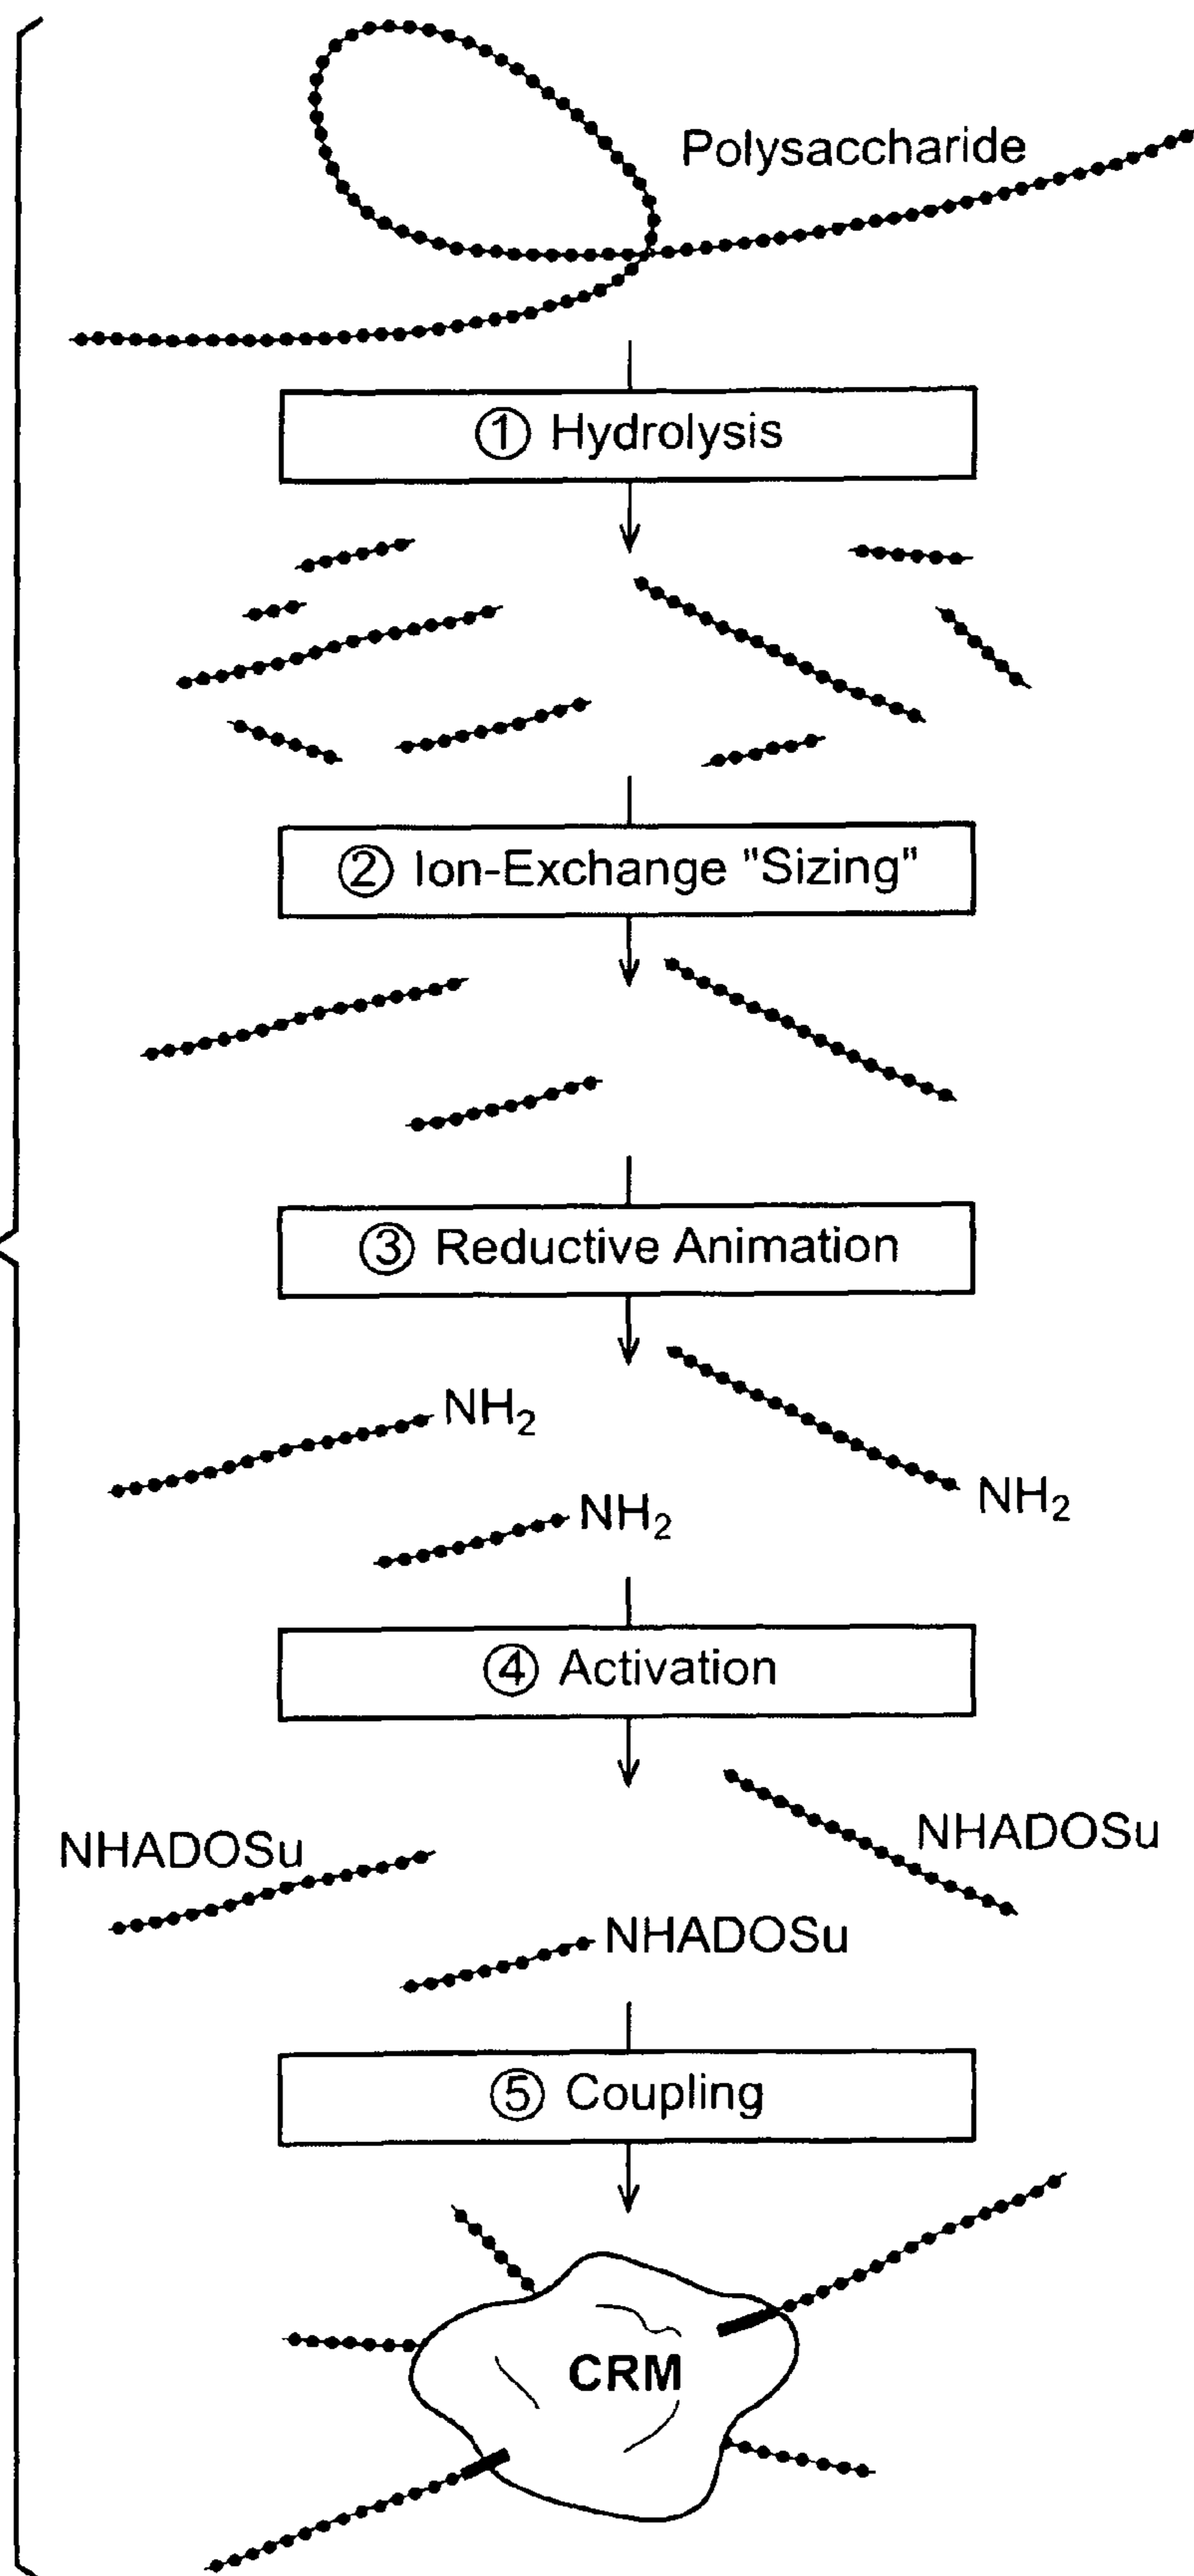 Polysaccharide
① Hydrolysis
② Ion-Exchange "Sizing"
③ Reductive Animation
NH₂
NH₂
NH₂
④ Activation
NHADOSu
NHADOSu
NHADOSu
⑤ Coupling
CRM